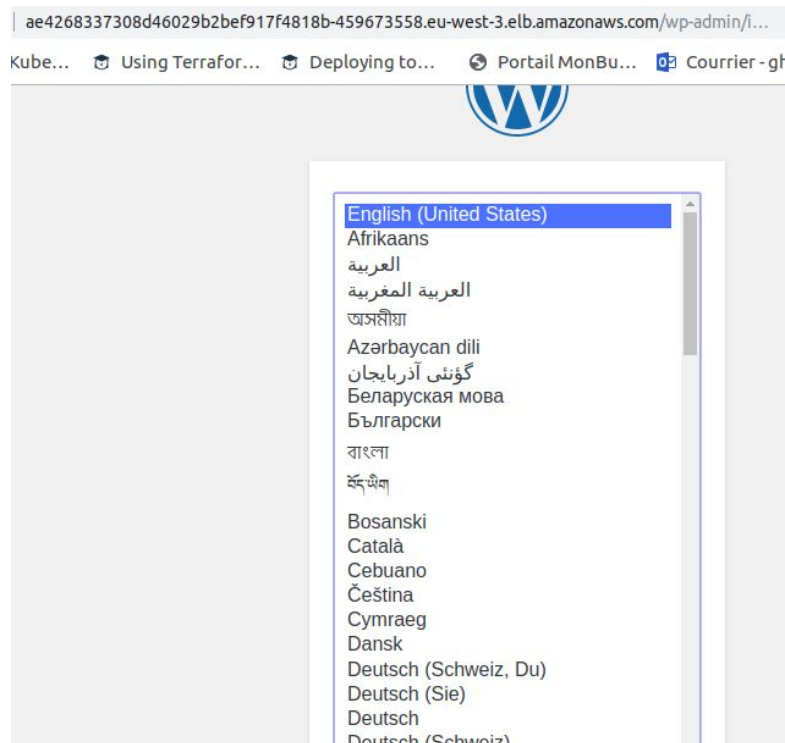 ae4268337308d46029b2bef917f4818b-459673558.eu-west-3.elb.amazonaws.com/wp-admin/i...
Kube... Using Terrafor... Deploying to... Portail MonBu... Courrier - gh
English (United States)
Afrikaans
العربية
العربية المغربية
অসমীয়া
Azərbaycan dili
گؤنئی آذربایجان
Беларуская мова
Български
বাংলা
བོད་ཡིག
Bosanski
Català
Cebuano
Čeština
Cymraeg
Dansk
Deutsch (Schweiz, Du)
Deutsch (Sie)
Deutsch
Deutsch (Schweiz)